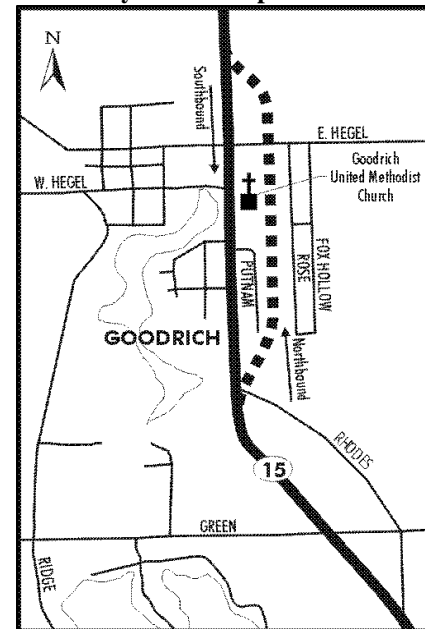 N
Southbound
E. HEGEL
Goodrich
United Methodist
Church
W. HEGEL
PUTNAM
ROSE
FOX HOLLOW
GOODRICH
Northbound
RHODES
15
GREEN
RIDGE